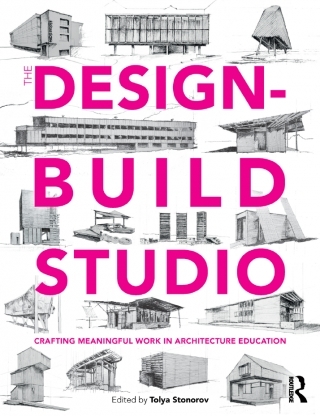 THE
DESIGN-
BUILD
STUDIO
CRAFTING MEANINGFUL WORK IN ARCHITECTURE EDUCATION
Edited by Tolya Stonorov
R
ROUTLEDGE